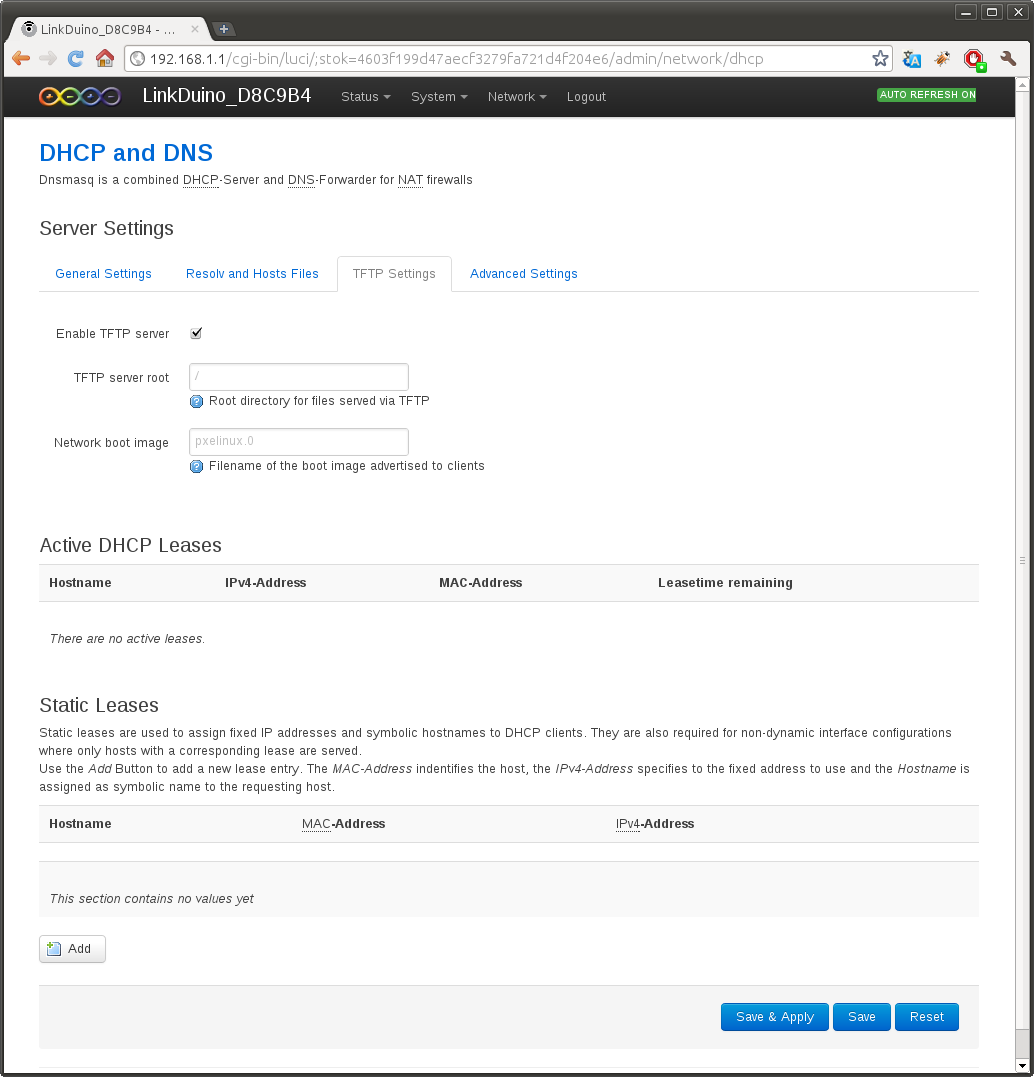 LinkDuino_D8C9B4 - ...
192.168.1.1/cgi-bin/luci/;stok=4603f199d47aecf3279fa721d4f204e6/admin/network/dhcp
LinkDuino_D8C9B4 Status System Network Logout AUTO REFRESH ON
DHCP and DNS
Dnsmasq is a combined DHCP-Server and DNS-Forwarder for NAT firewalls
Server Settings
General Settings Resolv and Hosts Files TFTP Settings Advanced Settings
Enable TFTP server
TFTP server root /
Root directory for files served via TFTP
Network boot image pxelinux.0
Filename of the boot image advertised to clients
Active DHCP Leases
Hostname IPv4-Address MAC-Address Leasetime remaining
There are no active leases.
Static Leases
Static leases are used to assign fixed IP addresses and symbolic hostnames to DHCP clients. They are also required for non-dynamic interface configurations
where only hosts with a corresponding lease are served.
Use the Add Button to add a new lease entry. The MAC-Address indentifies the host, the IPv4-Address specifies to the fixed address to use and the Hostname is
assigned as symbolic name to the requesting host.
Hostname MAC-Address IPv4-Address
This section contains no values yet
Add
Save & Apply Save Reset